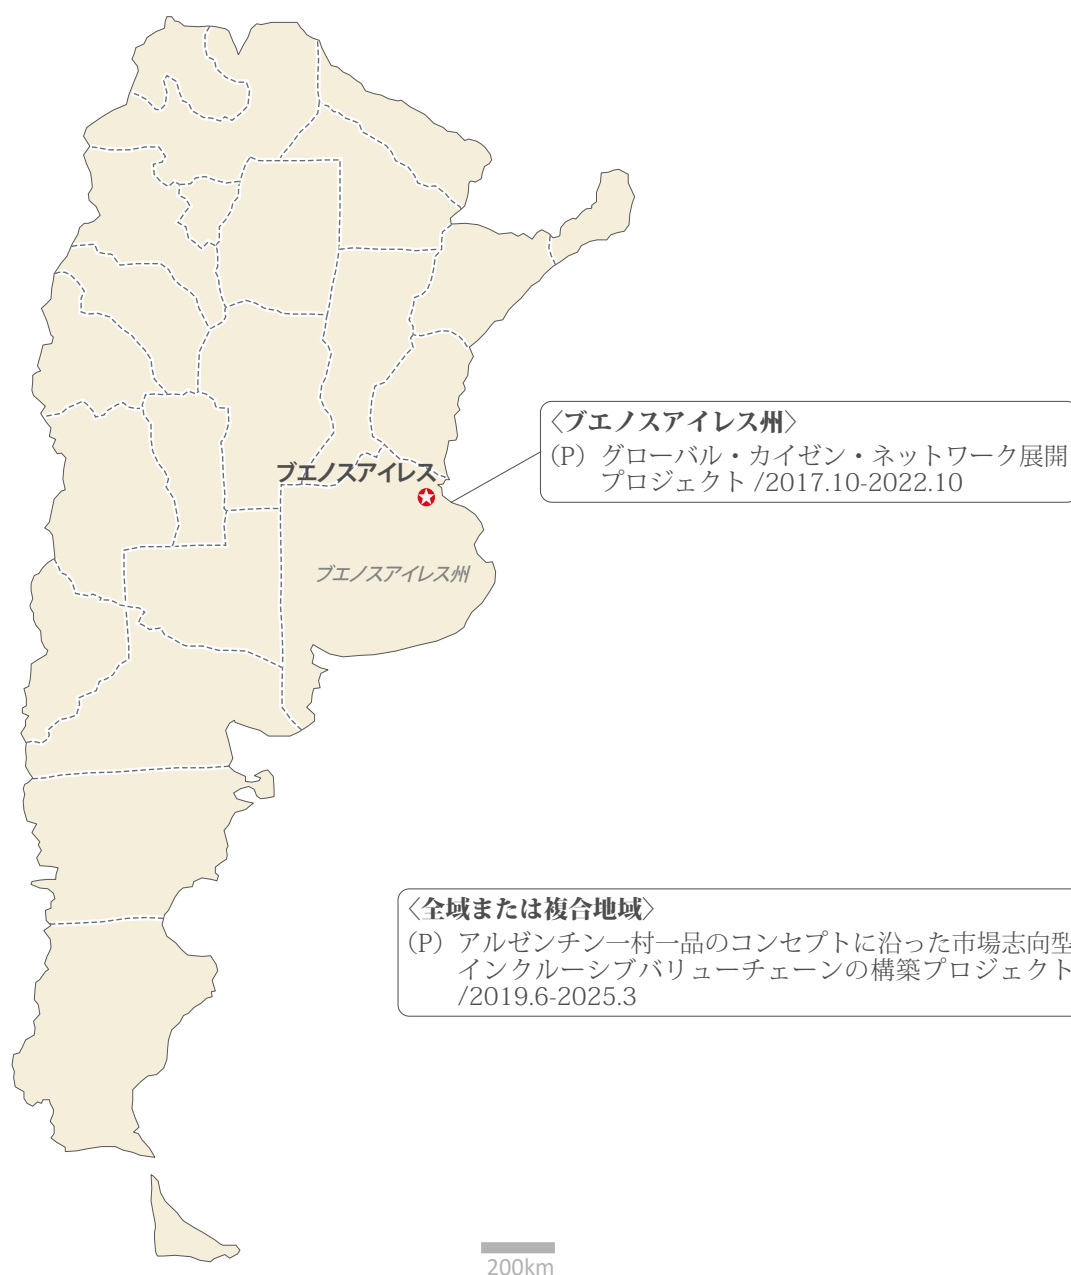 〈ブエノスアイレス州〉
(P) グローバル・カイゼン・ネットワーク展開
プロジェクト /2017.10-2022.10
ブエノスアイレス
ブエノスアイレス州
〈全域または複合地域〉
(P) アルゼンチン一村一品のコンセプトに沿った市場志向型
インクルーシブバリューチェーンの構築プロジェクト
/2019.6-2025.3
200km